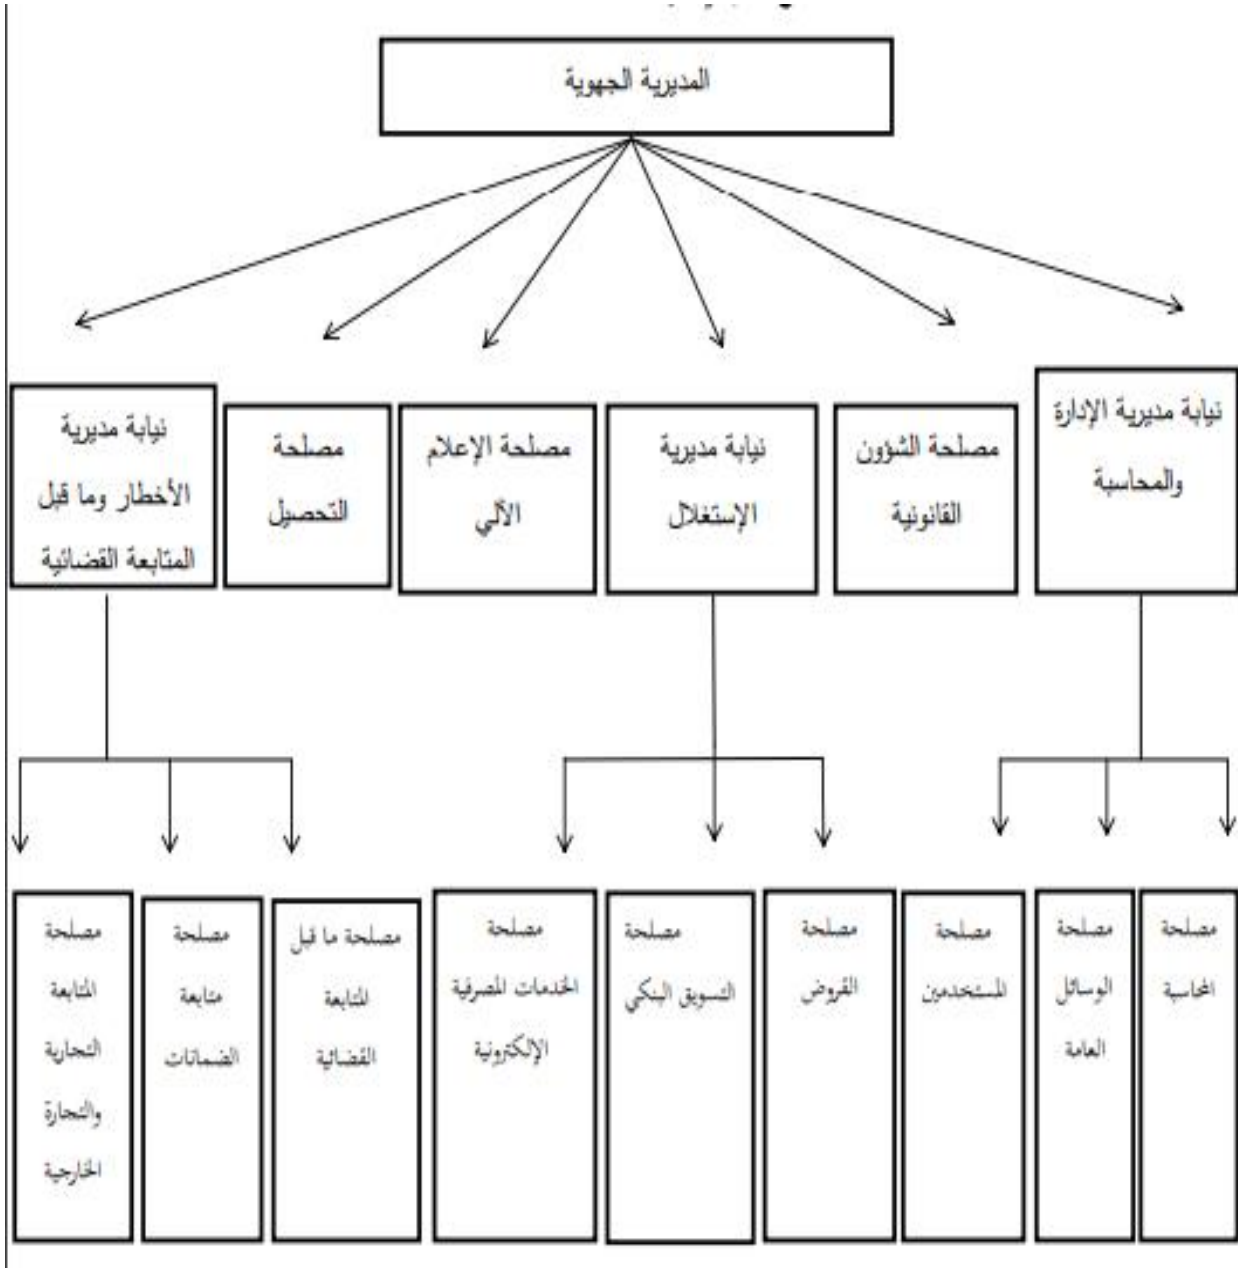 المديرية الجهوية
نيابة مديرية الإدارة
والمحاسبة
مصلحة الشؤون
القانونية
نيابة مديرية
الإستغلال
مصلحة الإعلام
الآلي
مصلحة
التحصيل
نيابة مديرية
الأخطار وما قبل
المتابعة القضائية
مصلحة
المحاسبة
مصلحة
الوسائل
العامة
مصلحة
المستخدمين
مصلحة
القروض
مصلحة
التسويق البنكي
مصلحة
الخدمات المصرفية
الإلكترونية
مصلحة ما قبل
المتابعة
القضائية
مصلحة
متابعة
الضمانات
مصلحة
المتابعة
التجارية
والتجارة
الخارجية